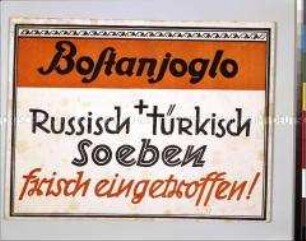 Bostanjoglo
Russisch + türkisch
soeben
frisch eingetroffen!